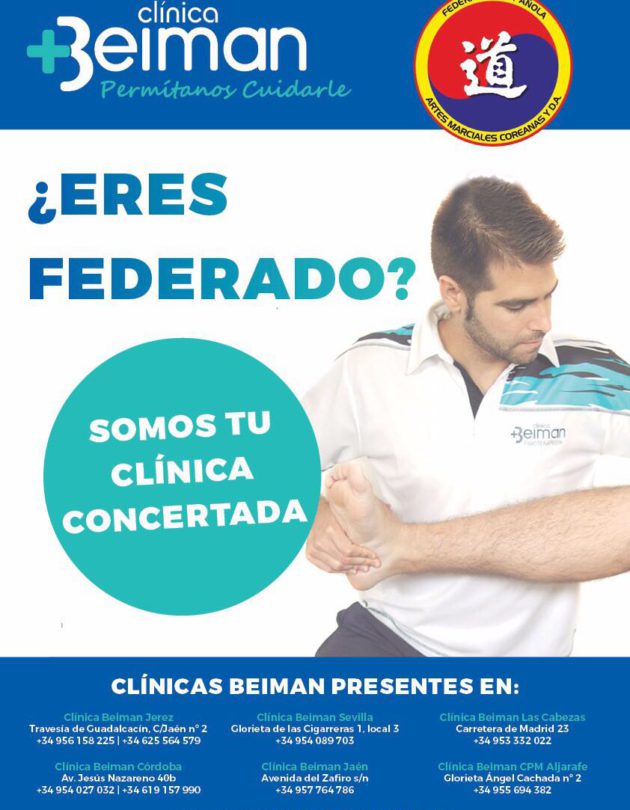 clínica
Beiman
Permítanos Cuidarle
ESPAÑOLA
道
ARTES MARCIALES COREANAS Y D.A.
¿ERES
FEDERADO?
SOMOS TU
CLÍNICA
CONCERTADA
clínica
Beiman
CLÍNICAS BEIMAN PRESENTES EN:
Clínica Beiman Jerez
Travesía de Guadalcacín, C/Jaén nº 2
+34 956 158 225 | +34 625 564 579
Clínica Beiman Sevilla
Glorieta de las Cigarreras 1, local 3
+34 954 089 703
Clínica Beiman Las Cabezas
Carretera de Madrid 23
+34 953 332 022
Clínica Beiman Córdoba
Av. Jesús Nazareno 40b
+34 954 027 032 | +34 619 157 990
Clínica Beiman Jaén
Avenida del Zafiro s/n
+34 957 764 786
Clínica Beiman CPM Aljarafe
Glorieta Ángel Cachada nº 2
+34 955 694 382